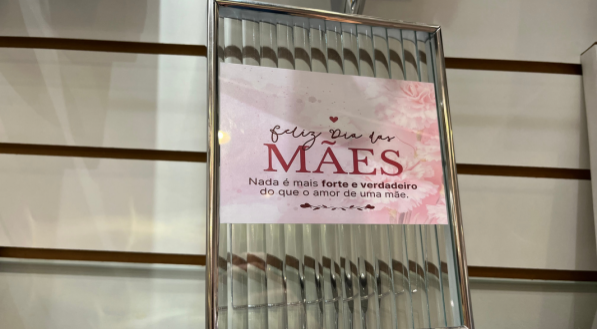 Feliz Dia das
MÃES
Nada é mais forte e verdadeiro
do que o amor de uma mãe.